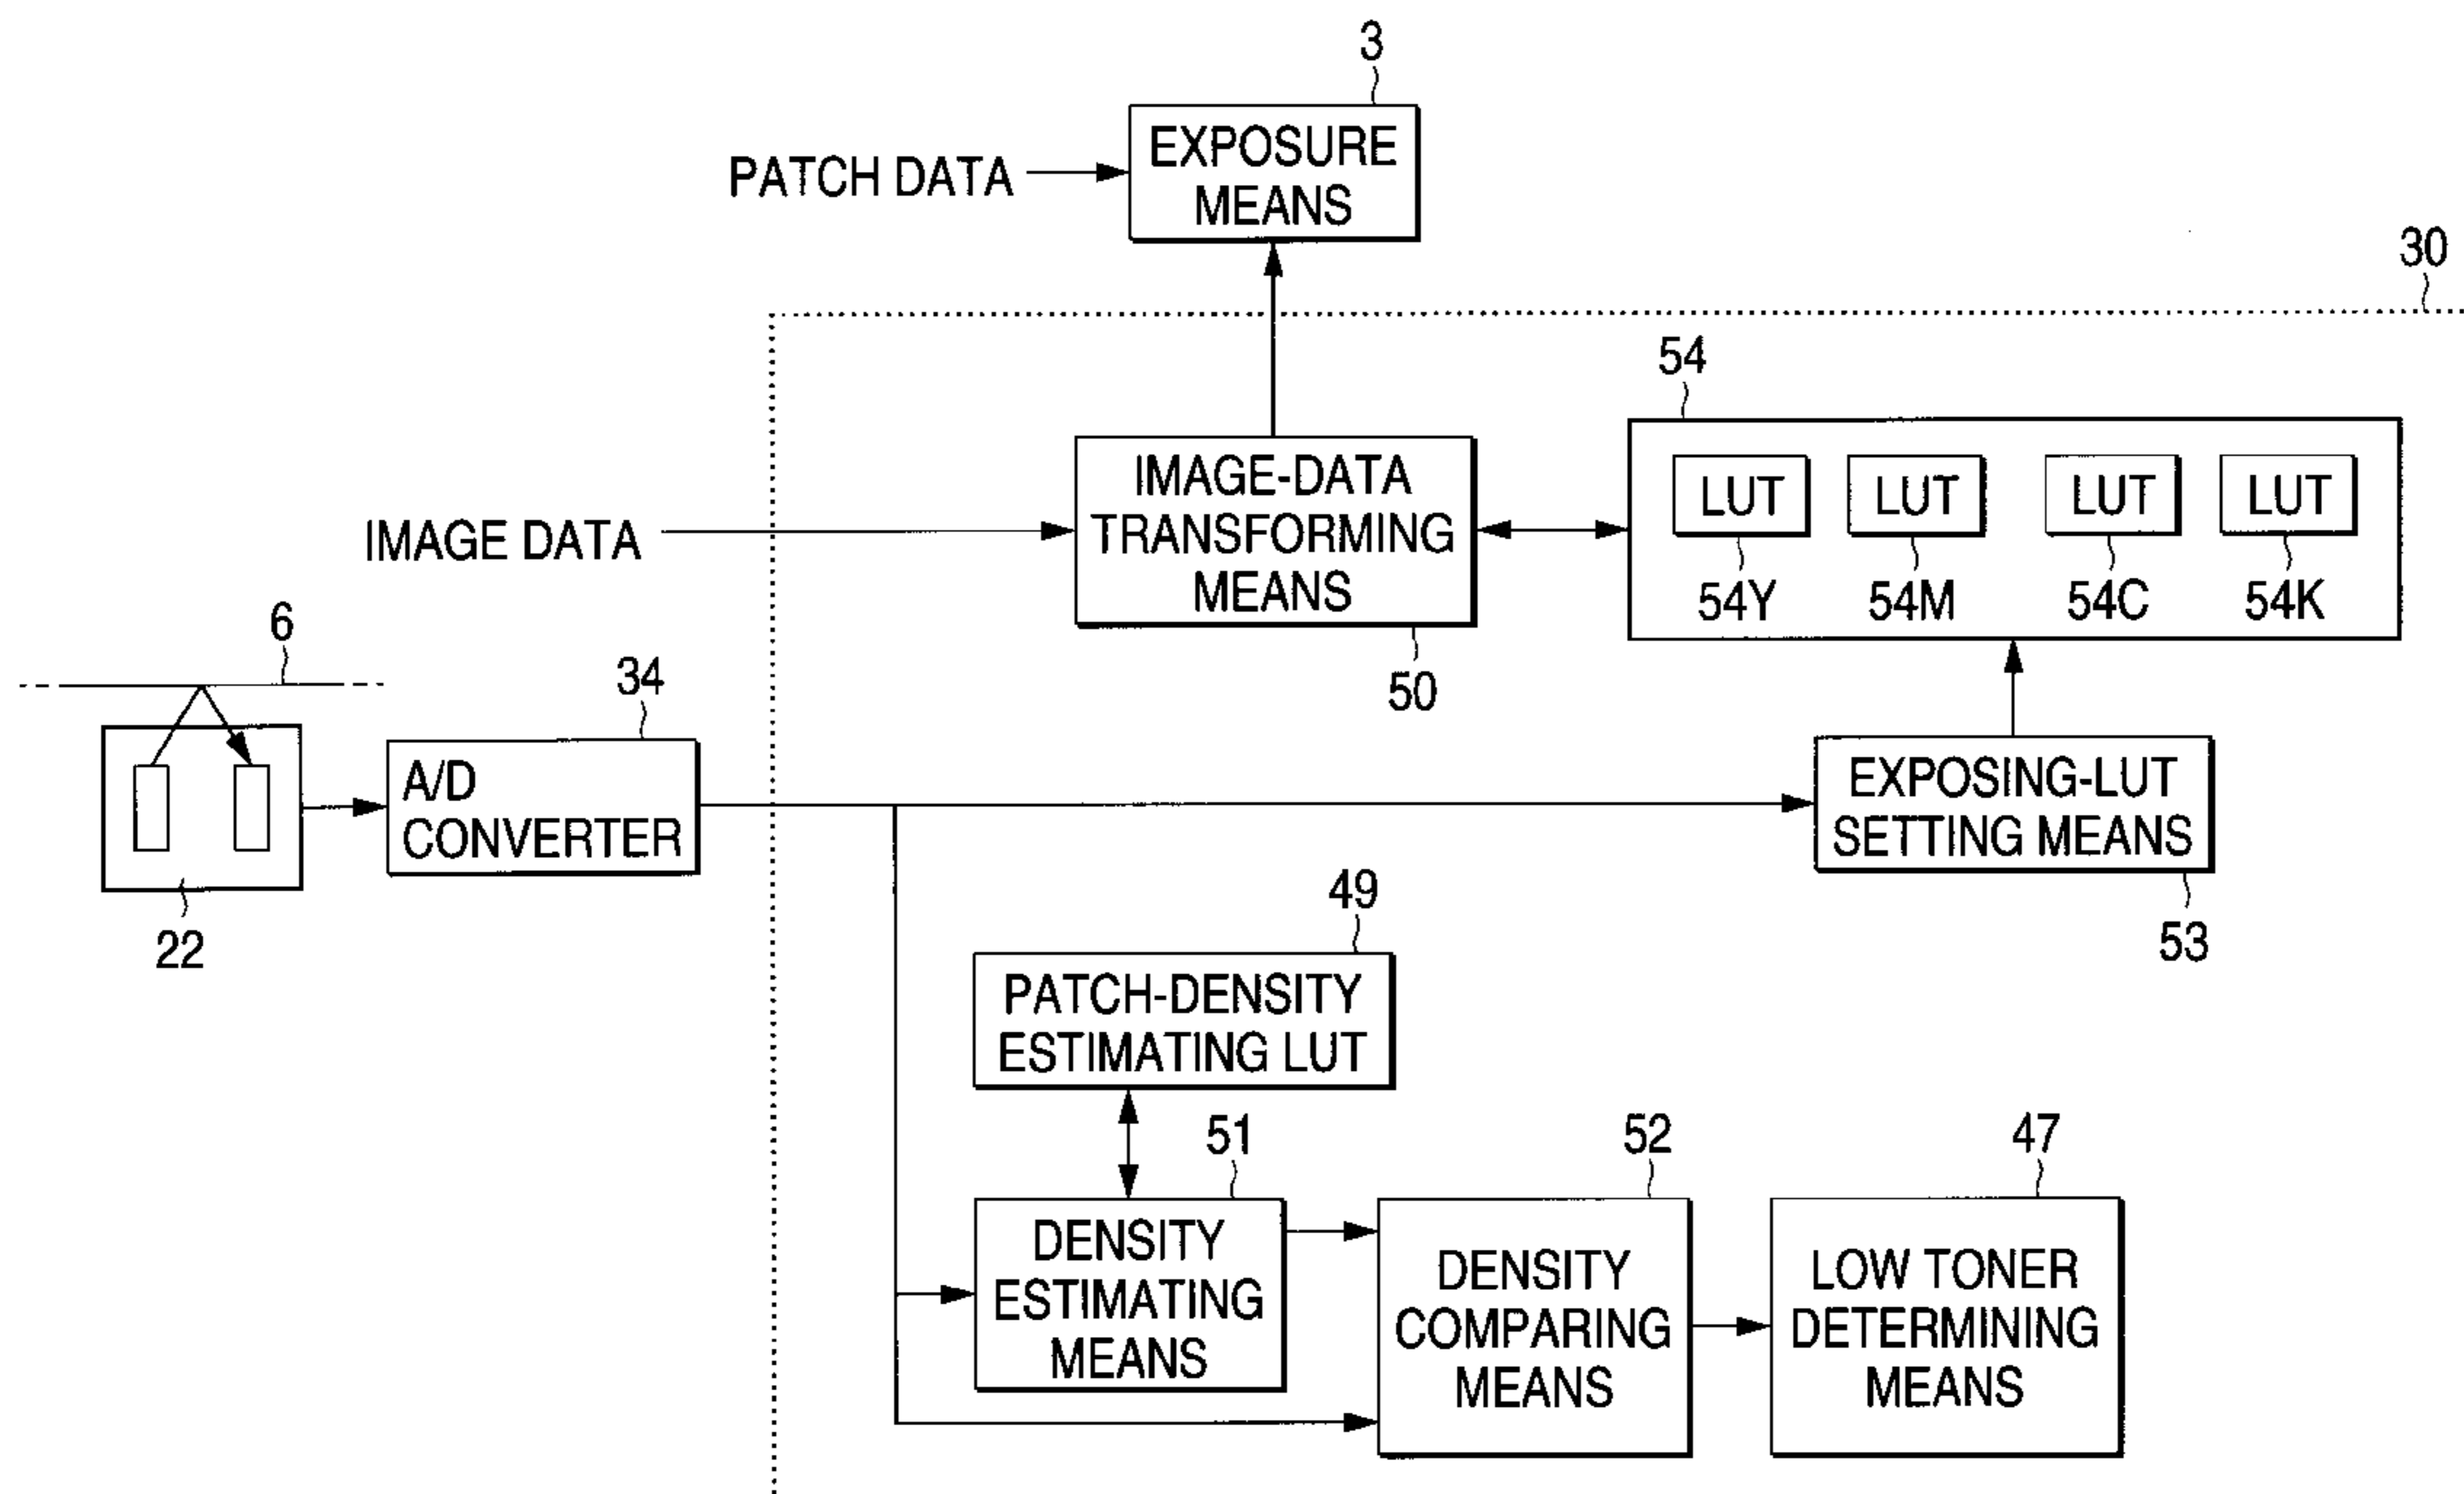 3
EXPOSURE
MEANS
PATCH DATA
30
54
LUT LUT LUT LUT
54Y 54M 54C 54K
IMAGE-DATA
TRANSFORMING
MEANS
50
IMAGE DATA
6
34
A/D
CONVERTER
22
EXPOSING-LUT
SETTING MEANS
53
49
PATCH-DENSITY
ESTIMATING LUT
51
DENSITY
ESTIMATING
MEANS
52
DENSITY
COMPARING
MEANS
47
LOW TONER
DETERMINING
MEANS